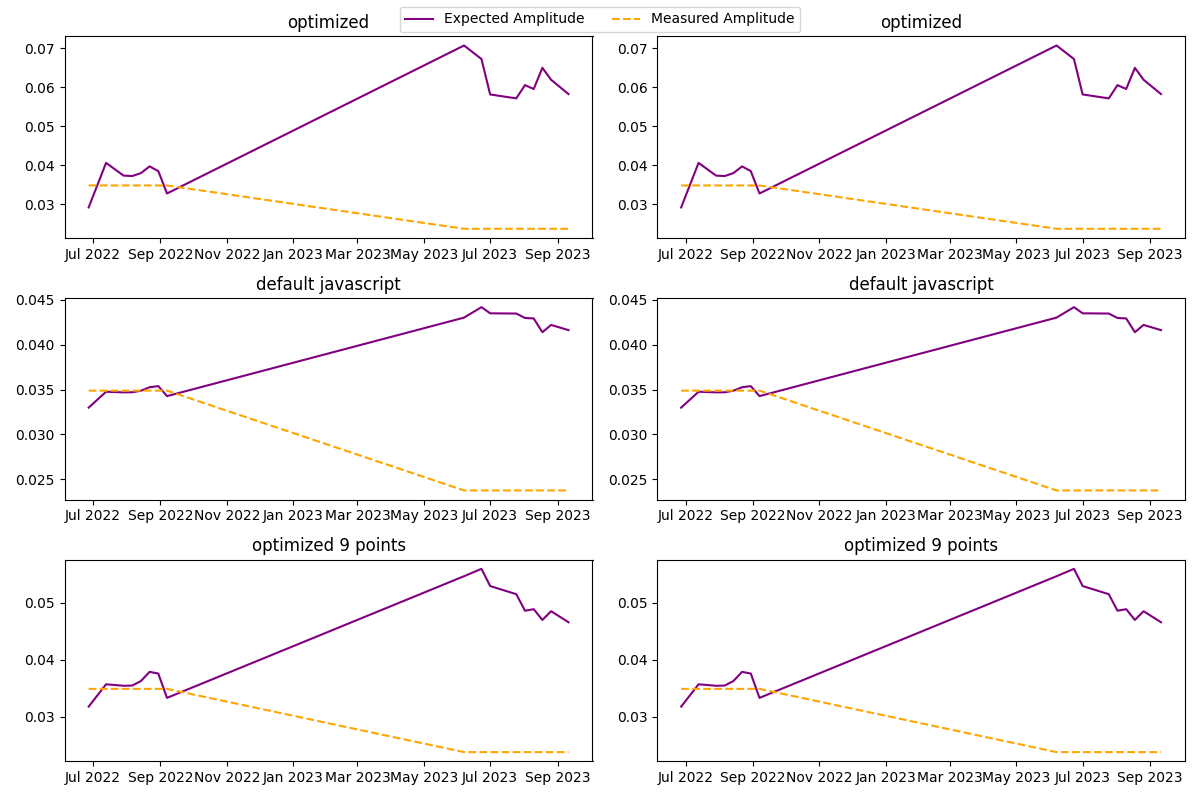 Expected Amplitude Measured Amplitude
optimized optimized
0.07 0.07
0.06 0.06
0.05 0.05
0.04 0.04
0.03 0.03
Jul 2022 Sep 2022 Nov 2022 Jan 2023 Mar 2023 May 2023 Jul 2023 Sep 2023 Jul 2022 Sep 2022 Nov 2022 Jan 2023 Mar 2023 May 2023 Jul 2023 Sep 2023
default javascript default javascript
0.045 0.045
0.040 0.040
0.035 0.035
0.030 0.030
0.025 0.025
Jul 2022 Sep 2022 Nov 2022 Jan 2023 Mar 2023 May 2023 Jul 2023 Sep 2023 Jul 2022 Sep 2022 Nov 2022 Jan 2023 Mar 2023 May 2023 Jul 2023 Sep 2023
optimized 9 points optimized 9 points
0.05 0.05
0.04 0.04
0.03 0.03
Jul 2022 Sep 2022 Nov 2022 Jan 2023 Mar 2023 May 2023 Jul 2023 Sep 2023 Jul 2022 Sep 2022 Nov 2022 Jan 2023 Mar 2023 May 2023 Jul 2023 Sep 2023